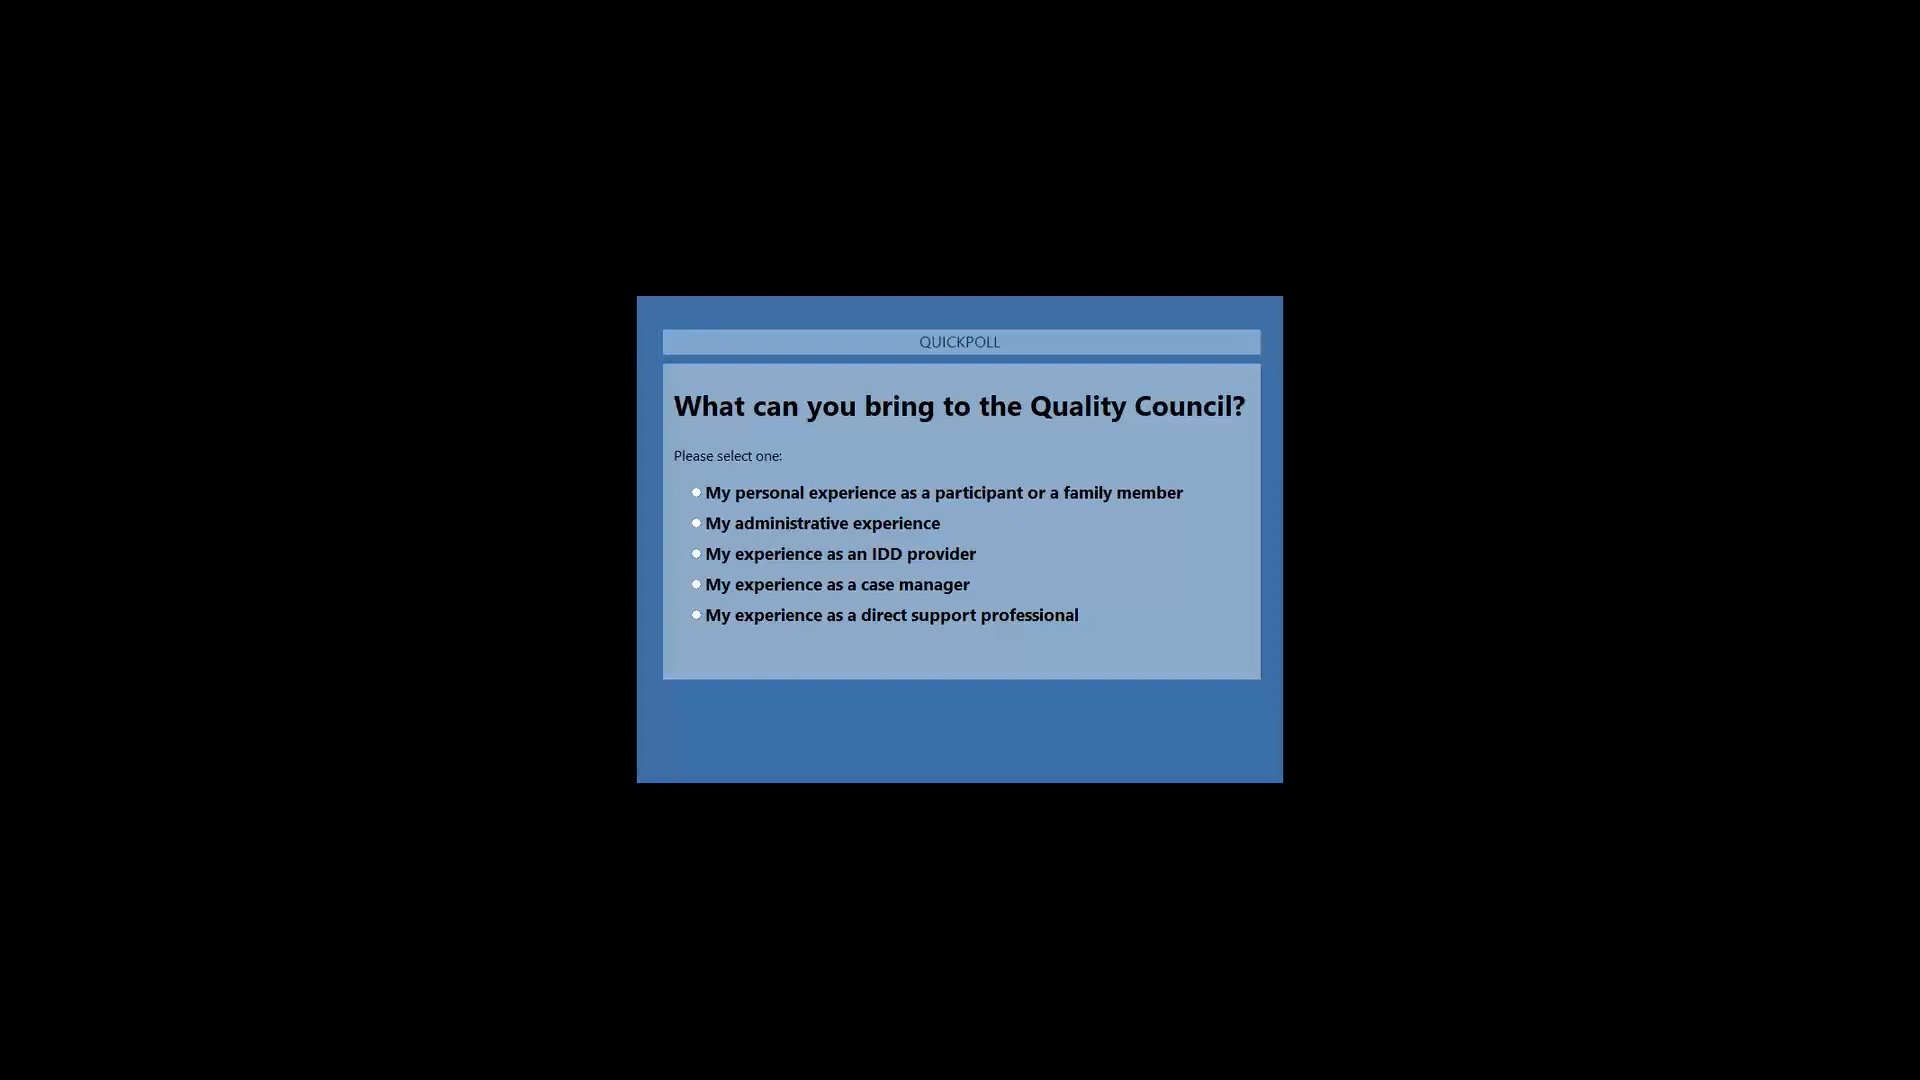 QUICKPOLL
What can you bring to the Quality Council?
Please select one:
My personal experience as a participant or a family member
My administrative experience
My experience as an IDD provider
My experience as a case manager
My experience as a direct support professional